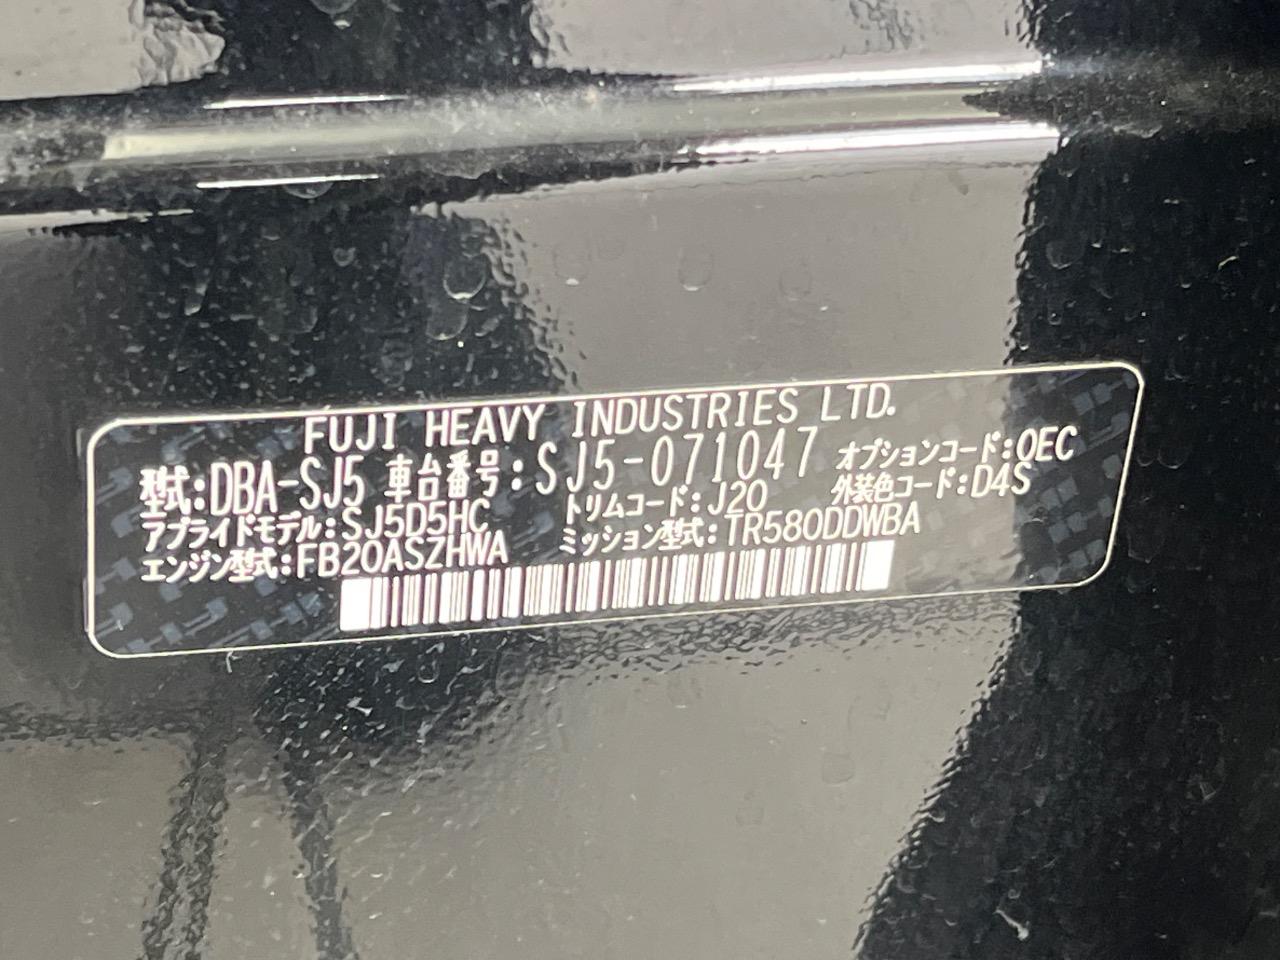 FUJI HEAVY INDUSTRIES LTD.
型式:DBA-SJ5 車台番号:SJ5-071047 オプションコード:OEC
アプライドモデル:SJ5D5HC トリムコード:J20 外装色コード:D4S
エンジン型式:FB20ASZHWA ミッション型式:TR580DDWBA